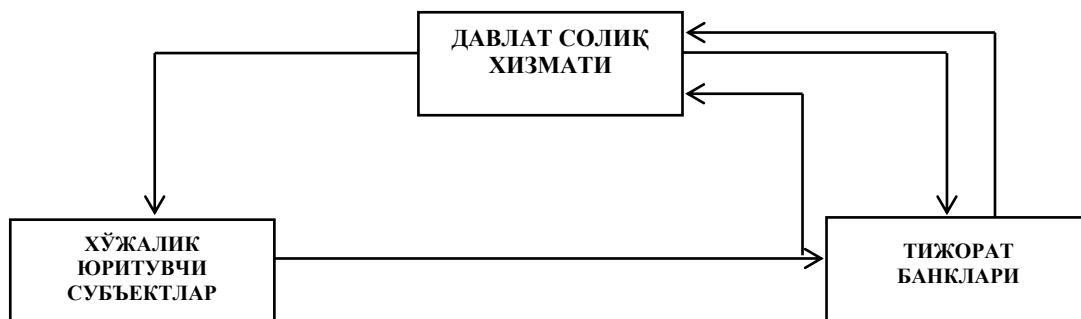 ДАВЛАТ СОЛИҚ
ХИЗМАТИ
ХЎЖАЛИК
ЮРИТУВЧИ
СУБЪЕКТЛАР
ТИЖОРАТ
БАНКЛАРИ